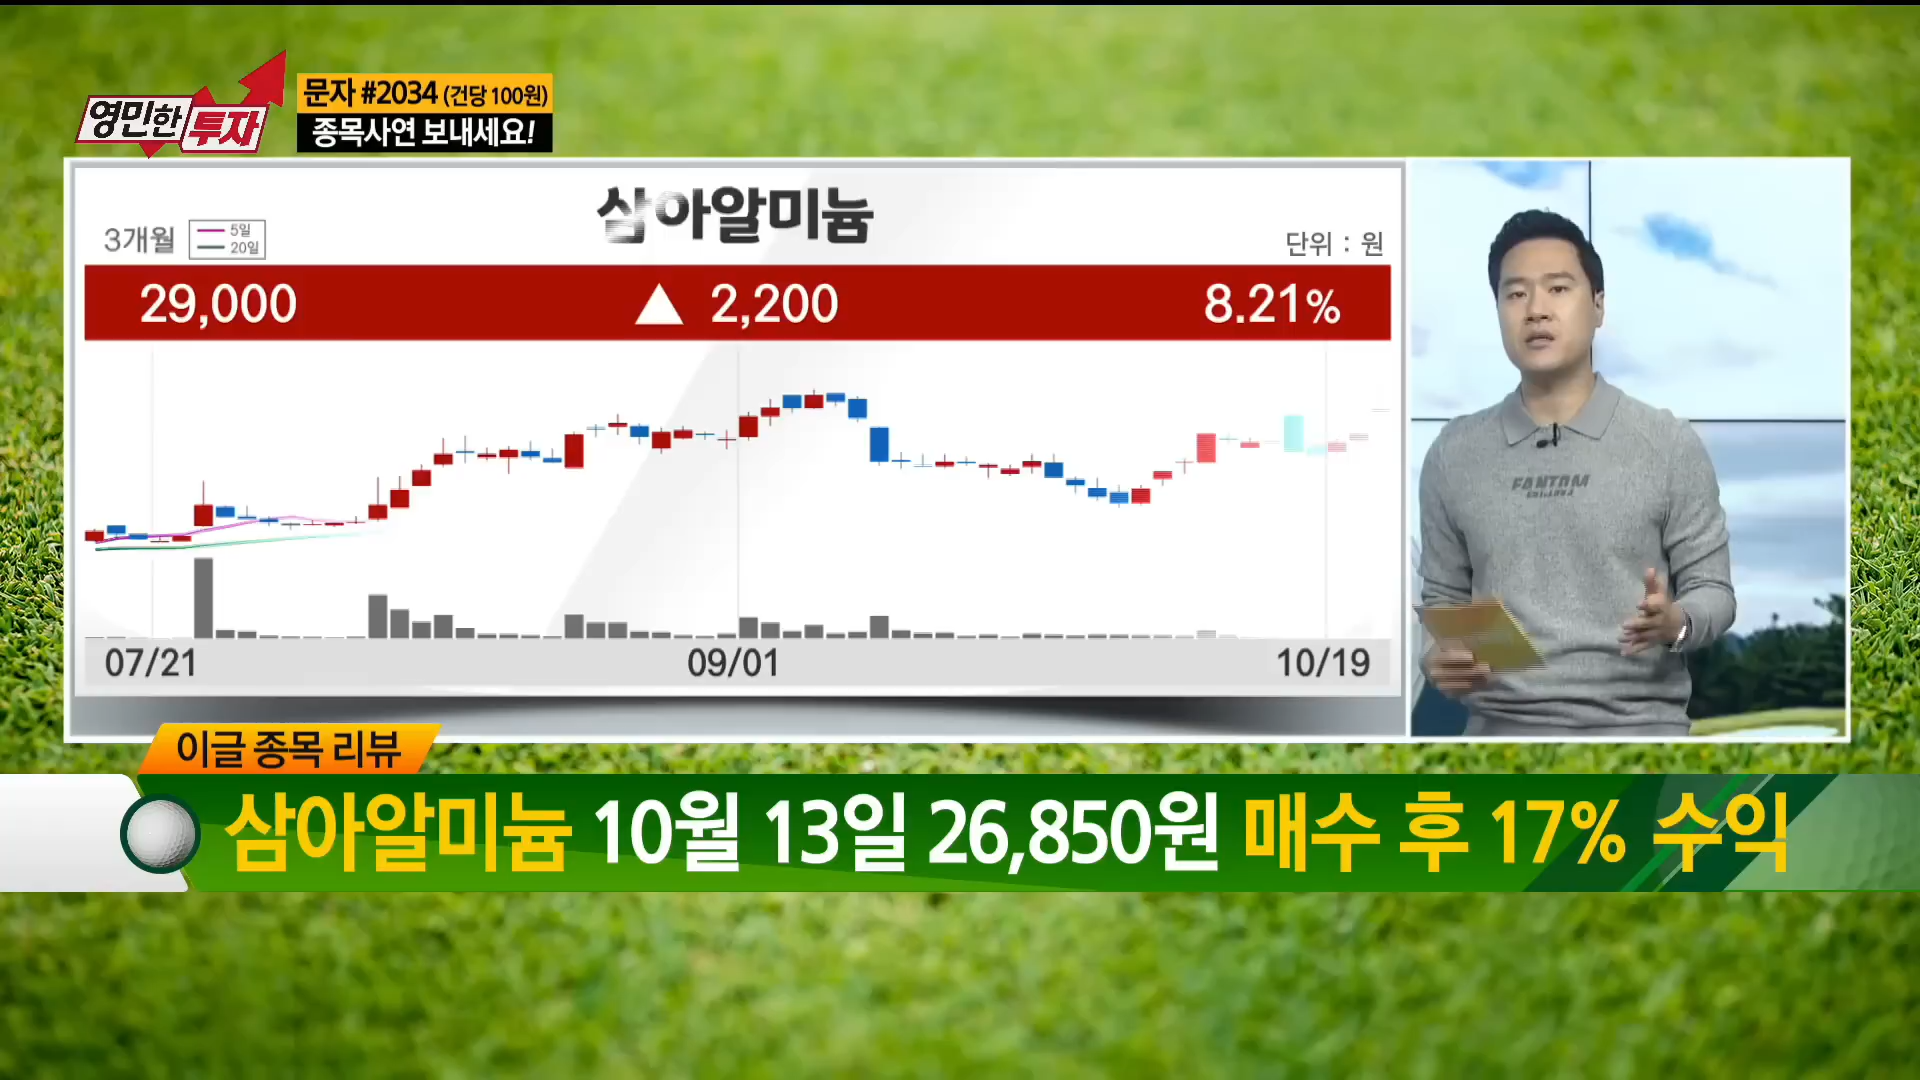 영민한 투자
문자 #2034 (건당 100원)
종목사연 보내세요!
삼아알미늄
3개월
5일
20일
단위 : 원
29,000 ▲ 2,200 8.21%
07/21 09/01 10/19
FANTOM
이글 종목 리뷰
삼아알미늄 10월 13일 26,850원 매수 후 17% 수익